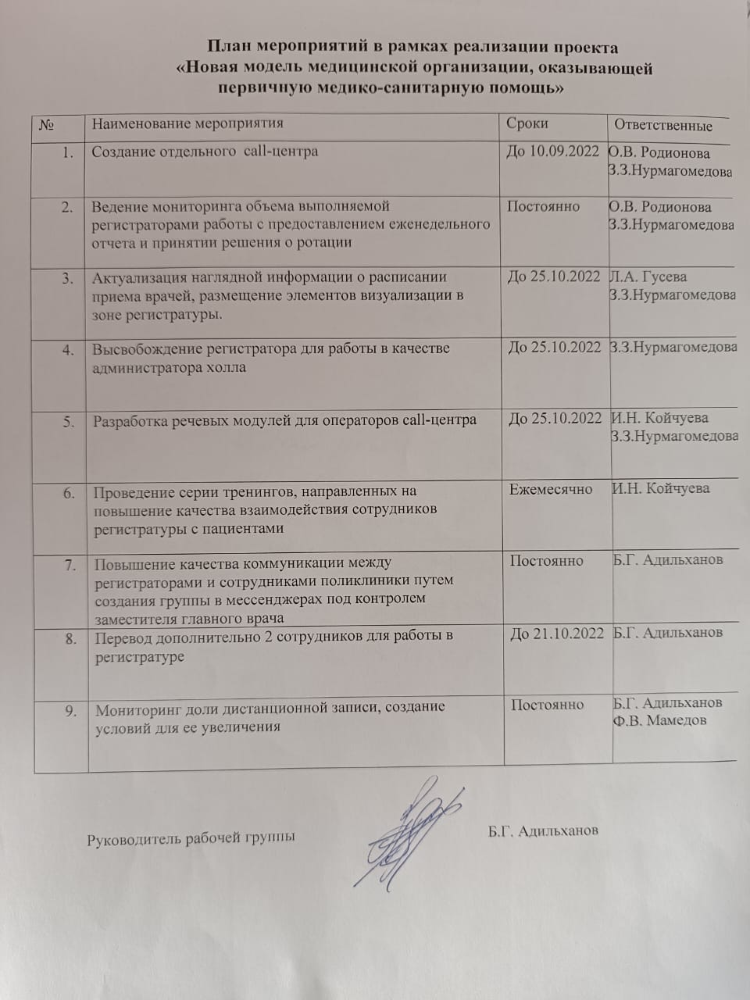 План мероприятий в рамках реализации проекта
«Новая модель медицинской организации, оказывающей
первичную медико-санитарную помощь»
№ Наименование мероприятия Сроки Ответственные
1. Создание отдельного call-центра До 10.09.2022 О.В. Родионова
З.З.Нурмагомедова
2. Ведение мониторинга объема выполняемой Постоянно О.В. Родионова
регистраторами работы с предоставлением еженедельного З.З.Нурмагомедова
отчета и принятии решения о ротации
3. Актуализация наглядной информации о расписании До 25.10.2022 Л.А. Гусева
приема врачей, размещение элементов визуализации в З.З.Нурмагомедова
зоне регистратуры.
4. Высвобождение регистратора для работы в качестве До 25.10.2022 З.З.Нурмагомедова
администратора холла
5. Разработка речевых модулей для операторов call-центра До 25.10.2022 И.Н. Койчуева
З.З.Нурмагомедова
6. Проведение серии тренингов, направленных на Ежемесячно И.Н. Койчуева
повышение качества взаимодействия сотрудников
регистратуры с пациентами
7. Повышение качества коммуникации между Постоянно Б.Г. Адильханов
регистраторами и сотрудниками поликлиники путем
создания группы в мессенджерах под контролем
заместителя главного врача
8. Перевод дополнительно 2 сотрудников для работы в До 21.10.2022 Б.Г. Адильханов
регистратуре
9. Мониторинг доли дистанционной записи, создание Постоянно Б.Г. Адильханов
условий для ее увеличения Ф.В. Мамедов
Руководитель рабочей группы Б.Г. Адильханов